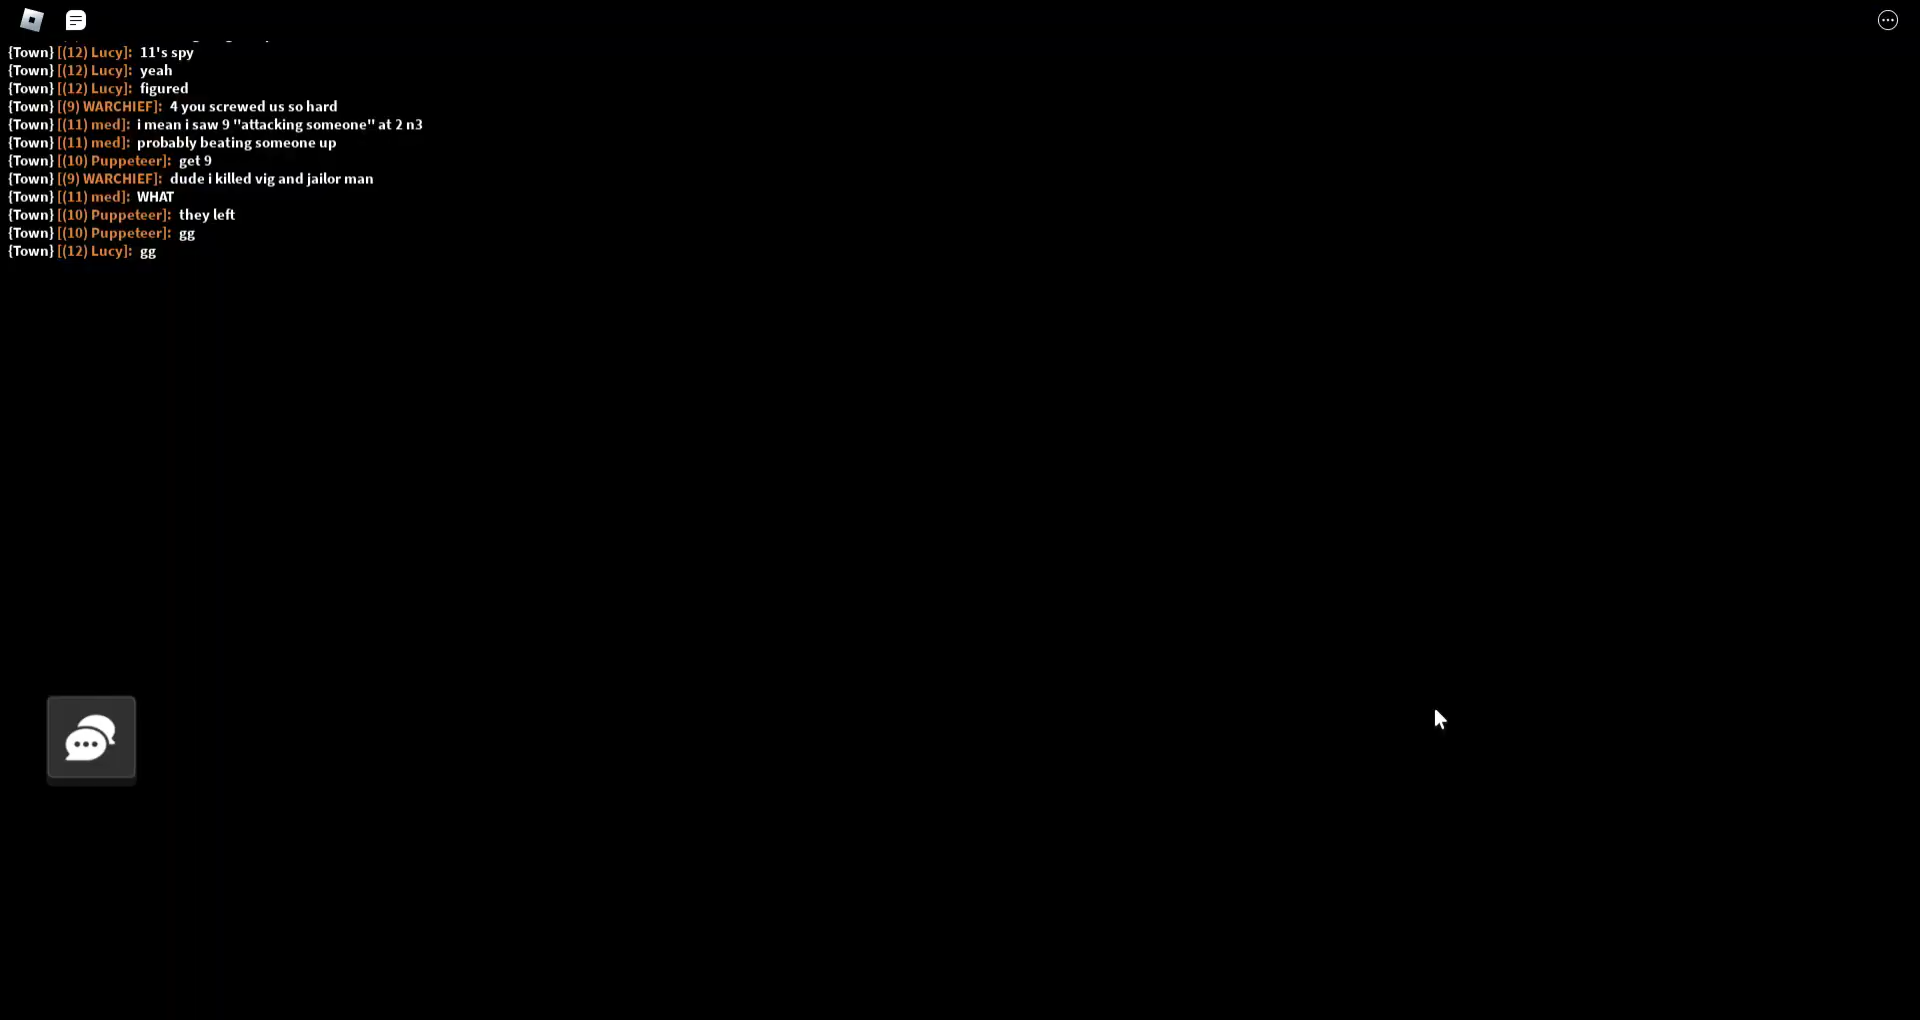 {Town} [(12) Lucy]: 11's spy
{Town} [(12) Lucy]: yeah
{Town} [(12) Lucy]: figured
{Town} [(9) WARCHIEF]: 4 you screwed us so hard
{Town} [(11) med]: i mean i saw 9 "attacking someone" at 2 n3
{Town} [(11) med]: probably beating someone up
{Town} [(10) Puppeteer]: get 9
{Town} [(9) WARCHIEF]: dude i killed vig and jailor man
{Town} [(11) med]: WHAT
{Town} [(10) Puppeteer]: they left
{Town} [(10) Puppeteer]: gg
{Town} [(12) Lucy]: gg